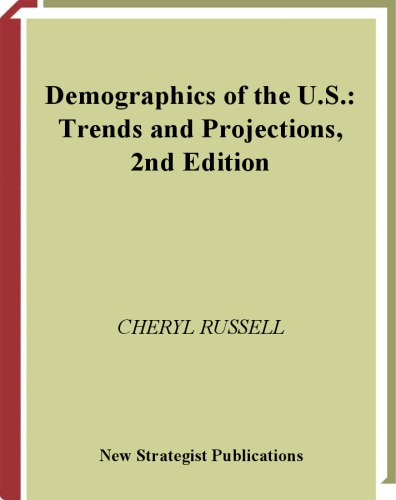 Demographics of the U.S.:
Trends and Projections,
2nd Edition
CHERYL RUSSELL
New Strategist Publications